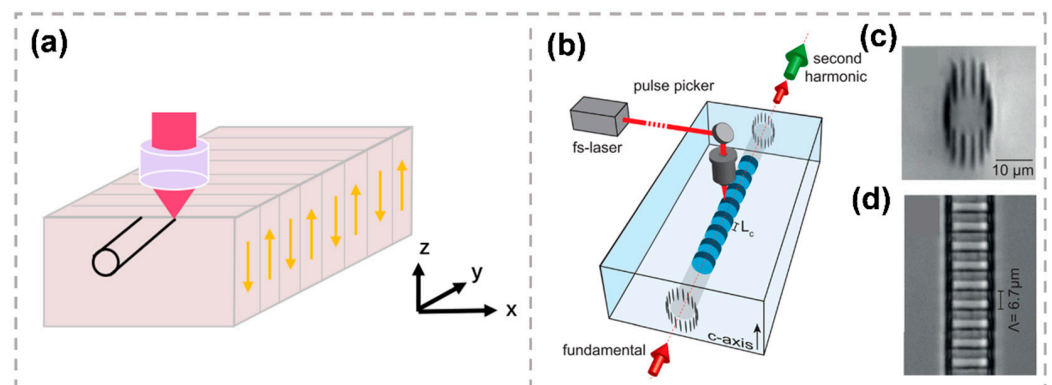 (a)
z
y
x
(b)
second
harmonic
pulse picker
fs-laser
Lc
c-axis
fundamental
(c)
10 µm
(d)
Λ= 6.7µm